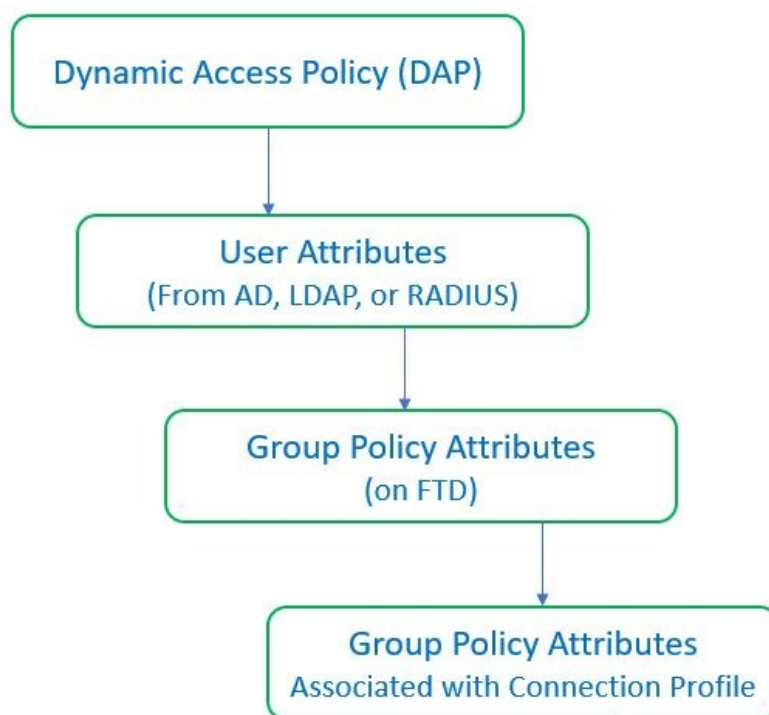 Dynamic Access Policy (DAP)
User Attributes
(From AD, LDAP, or RADIUS)
Group Policy Attributes
(on FTD)
Group Policy Attributes
Associated with Connection Profile